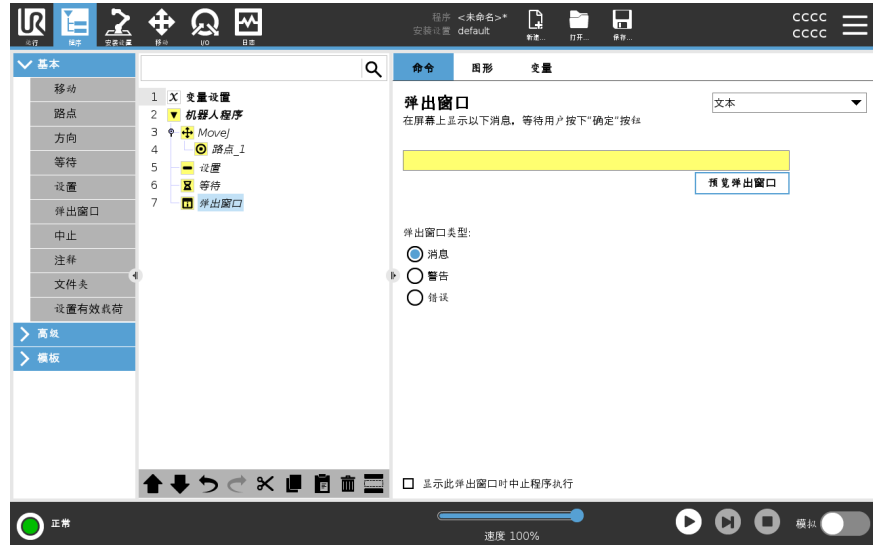 程序 <未命名>*
安装设置 default
cccc
cccc
运行
程序
安装设置
移动
I/O
日志
新建...
打开...
保存...
基本
移动
路点
方向
等待
设置
弹出窗口
中止
注释
文件夹
设置有效载荷
高级
模板
1 X 变量设置
2 机器人程序
3 MoveJ
4 路点_1
5 设置
6 等待
7 弹出窗口
命令 图形 变量
弹出窗口
文本
在屏幕上显示以下消息，等待用户按下"确定"按钮
预览弹出窗口
弹出窗口类型:
消息
警告
错误
显示此弹出窗口时中止程序执行
正常
速度 100%
模拟